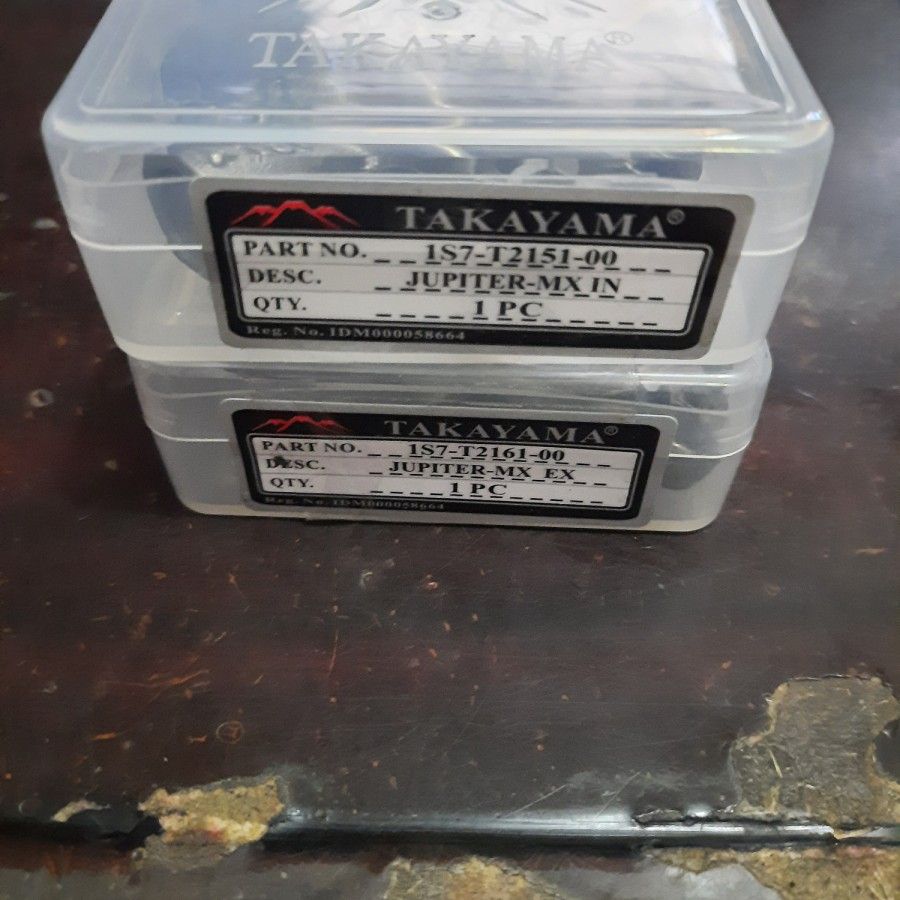 TAKAYAMA®
TAKAYAMA®
PART NO. 1S7-T2151-00
DESC. JUPITER-MX IN
QTY. 1 PC
Reg. No. IDM000058664
TAKAYAMA®
PART NO. 1S7-T2161-00
DESC. JUPITER-MX EX
QTY. 1 PC
Reg. No. IDM000058664